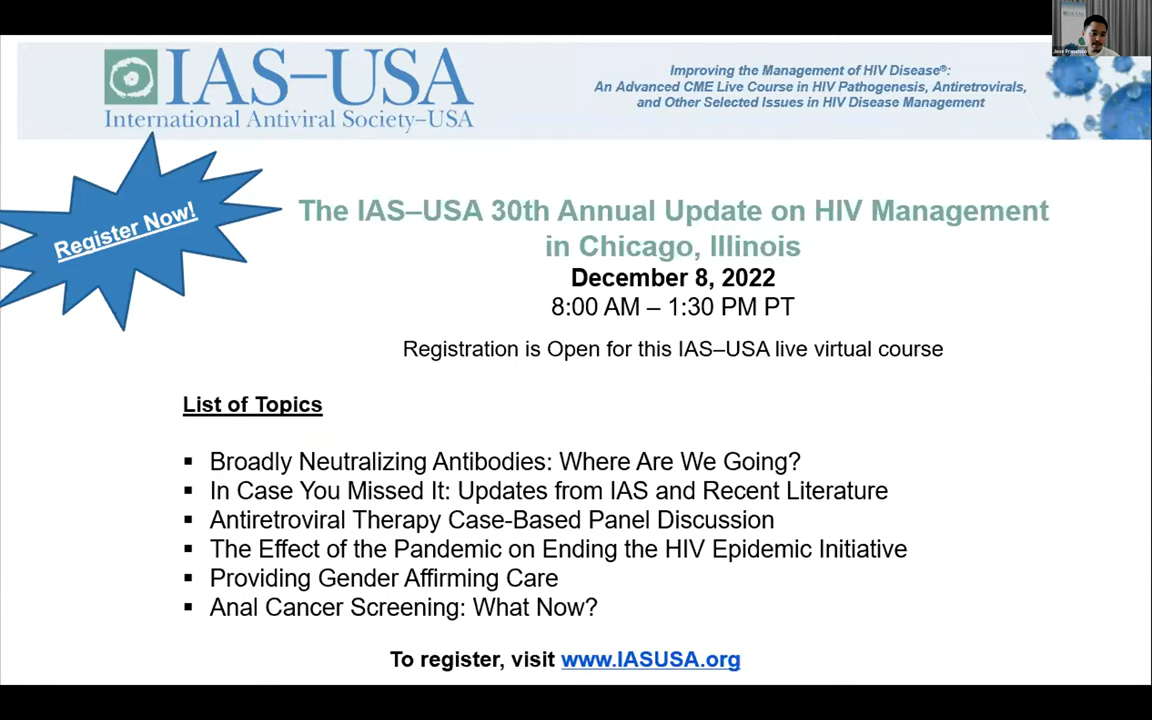 IAS–USA
International Antiviral Society–USA
Improving the Management of HIV Disease®:
An Advanced CME Live Course in HIV Pathogenesis, Antiretrovirals,
and Other Selected Issues in HIV Disease Management
Jose Francisco
Register Now!
The IAS–USA 30th Annual Update on HIV Management
in Chicago, Illinois
December 8, 2022
8:00 AM – 1:30 PM PT
Registration is Open for this IAS–USA live virtual course
List of Topics
▪ Broadly Neutralizing Antibodies: Where Are We Going?
▪ In Case You Missed It: Updates from IAS and Recent Literature
▪ Antiretroviral Therapy Case-Based Panel Discussion
▪ The Effect of the Pandemic on Ending the HIV Epidemic Initiative
▪ Providing Gender Affirming Care
▪ Anal Cancer Screening: What Now?
To register, visit www.IASUSA.org